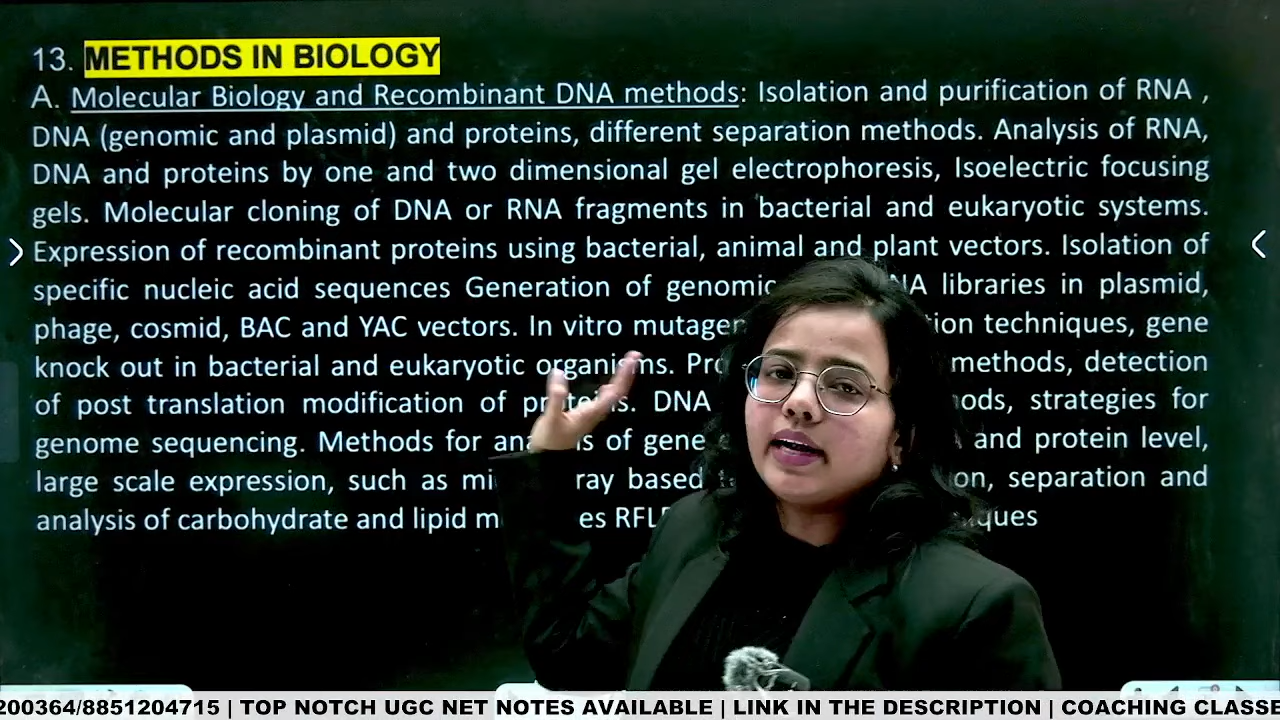 13. METHODS IN BIOLOGY
A. Molecular Biology and Recombinant DNA methods: Isolation and purification of RNA ,
DNA (genomic and plasmid) and proteins, different separation methods. Analysis of RNA,
DNA and proteins by one and two dimensional gel electrophoresis, Isoelectric focusing
gels. Molecular cloning of DNA or RNA fragments in bacterial and eukaryotic systems.
Expression of recombinant proteins using bacterial, animal and plant vectors. Isolation of
specific nucleic acid sequences Generation of genomic libraries in plasmid,
phage, cosmid, BAC and YAC vectors. In vitro techniques, gene
knock out in bacterial and eukaryotic organisms. methods, detection
of post translation modification of proteins. DNA strategies for
genome sequencing. Methods for of gene and protein level,
large scale expression, such as ray based separation and
analysis of carbohydrate and lipid
200364/8851204715 | TOP NOTCH UGC NET NOTES AVAILABLE | LINK IN THE DESCRIPTION | COACHING CLASSE